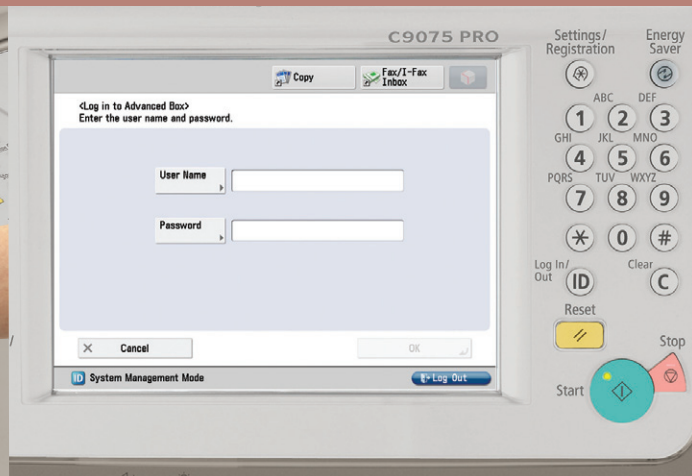 C9075 PRO
Settings/
Registration
Energy
Saver
Copy
Fax/I-Fax
Inbox
<Log in to Advanced Box>
Enter the user name and password.
User Name
Password
× Cancel
OK
ID System Management Mode
Log Out
ABC DEF
1 2 3
GHI JKL MNO
4 5 6
PQRS TUV WXYZ
7 8 9
* 0 #
Log In/
Out
ID
Clear
C
Reset
Stop
Start